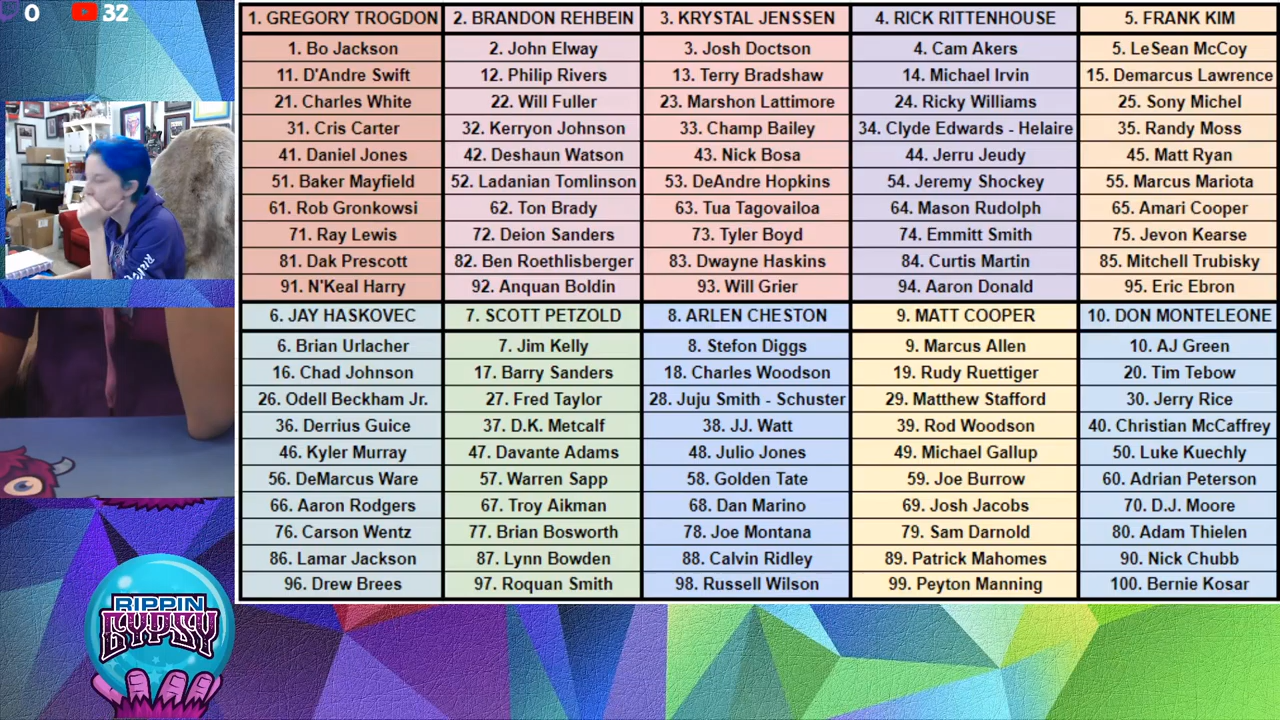 0 32
1. GREGORY TROGDON 2. BRANDON REHBEIN 3. KRYSTAL JENSSEN 4. RICK RITTENHOUSE 5. FRANK KIM
1. Bo Jackson 2. John Elway 3. Josh Doctson 4. Cam Akers 5. LeSean McCoy
11. D'Andre Swift 12. Philip Rivers 13. Terry Bradshaw 14. Michael Irvin 15. Demarcus Lawrence
21. Charles White 22. Will Fuller 23. Marshon Lattimore 24. Ricky Williams 25. Sony Michel
31. Cris Carter 32. Kerryon Johnson 33. Champ Bailey 34. Clyde Edwards - Helaire 35. Randy Moss
41. Daniel Jones 42. Deshaun Watson 43. Nick Bosa 44. Jerru Jeudy 45. Matt Ryan
51. Baker Mayfield 52. Ladanian Tomlinson 53. DeAndre Hopkins 54. Jeremy Shockey 55. Marcus Mariota
61. Rob Gronkowsi 62. Ton Brady 63. Tua Tagovailoa 64. Mason Rudolph 65. Amari Cooper
71. Ray Lewis 72. Deion Sanders 73. Tyler Boyd 74. Emmitt Smith 75. Jevon Kearse
81. Dak Prescott 82. Ben Roethlisberger 83. Dwayne Haskins 84. Curtis Martin 85. Mitchell Trubisky
91. N'Keal Harry 92. Anquan Boldin 93. Will Grier 94. Aaron Donald 95. Eric Ebron
6. JAY HASKOVEC 7. SCOTT PETZOLD 8. ARLEN CHESTON 9. MATT COOPER 10. DON MONTELEONE
6. Brian Urlacher 7. Jim Kelly 8. Stefon Diggs 9. Marcus Allen 10. AJ Green
16. Chad Johnson 17. Barry Sanders 18. Charles Woodson 19. Rudy Ruettiger 20. Tim Tebow
26. Odell Beckham Jr. 27. Fred Taylor 28. Juju Smith - Schuster 29. Matthew Stafford 30. Jerry Rice
36. Derrius Guice 37. D.K. Metcalf 38. JJ. Watt 39. Rod Woodson 40. Christian McCaffrey
46. Kyler Murray 47. Davante Adams 48. Julio Jones 49. Michael Gallup 50. Luke Kuechly
56. DeMarcus Ware 57. Warren Sapp 58. Golden Tate 59. Joe Burrow 60. Adrian Peterson
66. Aaron Rodgers 67. Troy Aikman 68. Dan Marino 69. Josh Jacobs 70. D.J. Moore
76. Carson Wentz 77. Brian Bosworth 78. Joe Montana 79. Sam Darnold 80. Adam Thielen
86. Lamar Jackson 87. Lynn Bowden 88. Calvin Ridley 89. Patrick Mahomes 90. Nick Chubb
96. Drew Brees 97. Roquan Smith 98. Russell Wilson 99. Peyton Manning 100. Bernie Kosar
RIPPIN
GYPSY